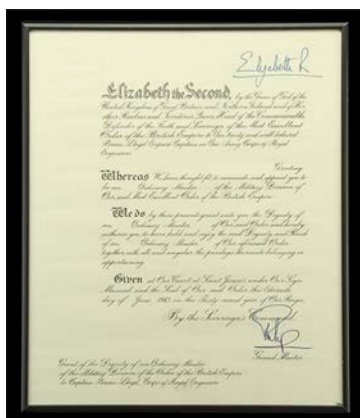 Elizabeth R
Elizabeth the Second, by the Grace of God of the
United Kingdom of Great Britain and Northern Ireland and of Her
other Realms and Territories Queen, Head of the Commonwealth,
Defender of the Faith and Sovereign of the Most Excellent
Order of the British Empire to Our trusty and well beloved
Lloyd Esquire Captain in Our Army Corps of Royal
Engineers
Greeting
Whereas We have thought fit to nominate and appoint you to
be an Ordinary Member of the Military Division of
Our said Most Excellent Order of the British Empire
We do by these presents grant unto you the Dignity of
an Ordinary Member of Our said Order and hereby
authorise you to have hold and enjoy the said Dignity and Rank
of an Ordinary Member of Our aforesaid Order
together with all and singular the privileges thereunto belonging or
appertaining
Given at Our Court at Saint James's under Our Sign
Manual and the Seal of Our said Order this
day of June 1983 in the year of Our Reign
By the Sovereign's Command
Grand Master
Grant of the Dignity of an Ordinary Member
of the Military Division of the Order of the British Empire
to Captain Lloyd, Corps of Royal Engineers